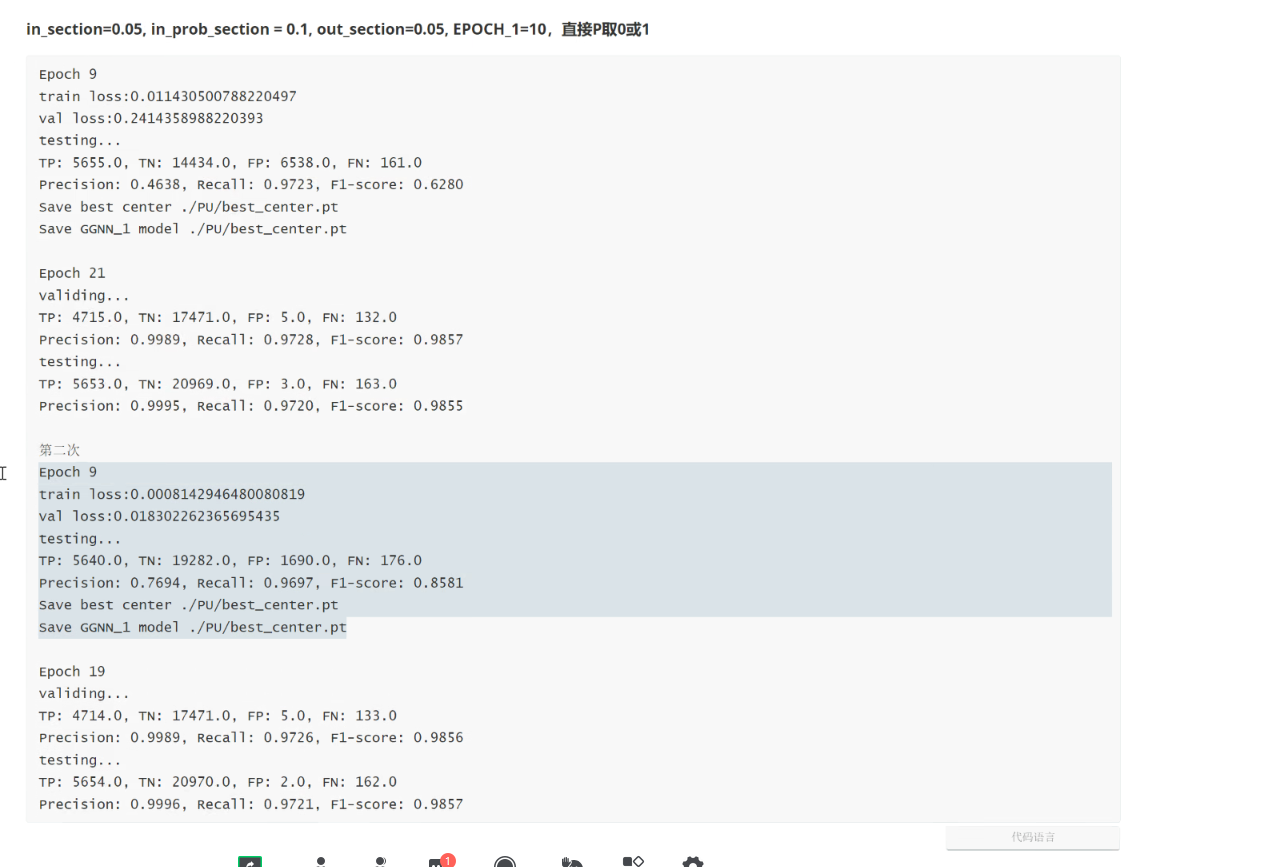 in_section=0.05, in_prob_section = 0.1, out_section=0.05, EPOCH_1=10，直接P取0或1
Epoch 9
train loss:0.011430500788220497
val loss:0.2414358988220393
testing...
TP: 5655.0, TN: 14434.0, FP: 6538.0, FN: 161.0
Precision: 0.4638, Recall: 0.9723, F1-score: 0.6280
Save best center ./PU/best_center.pt
Save GGNN_1 model ./PU/best_center.pt
Epoch 21
validing...
TP: 4715.0, TN: 17471.0, FP: 5.0, FN: 132.0
Precision: 0.9989, Recall: 0.9728, F1-score: 0.9857
testing...
TP: 5653.0, TN: 20969.0, FP: 3.0, FN: 163.0
Precision: 0.9995, Recall: 0.9720, F1-score: 0.9855
第二次
Epoch 9
train loss:0.0008142946480080819
val loss:0.018302262365695435
testing...
TP: 5640.0, TN: 19282.0, FP: 1690.0, FN: 176.0
Precision: 0.7694, Recall: 0.9697, F1-score: 0.8581
Save best center ./PU/best_center.pt
Save GGNN_1 model ./PU/best_center.pt
Epoch 19
validing...
TP: 4714.0, TN: 17471.0, FP: 5.0, FN: 133.0
Precision: 0.9989, Recall: 0.9726, F1-score: 0.9856
testing...
TP: 5654.0, TN: 20970.0, FP: 2.0, FN: 162.0
Precision: 0.9996, Recall: 0.9721, F1-score: 0.9857
代码语言
1